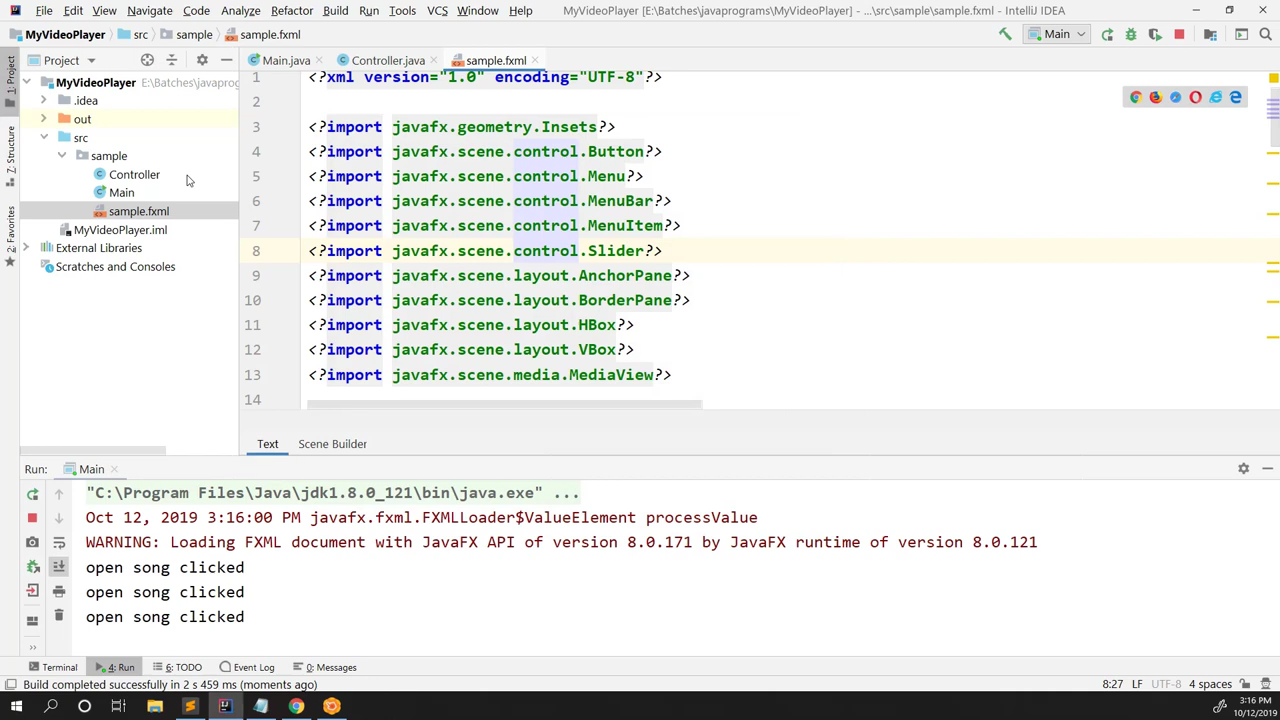 File Edit View Navigate Code Analyze Refactor Build Run Tools VCS Window Help MyVideoPlayer [E:\Batches\javaprograms\MyVideoPlayer] - ...\src\sample\sample.fxml - IntelliJ IDEA
MyVideoPlayer src sample sample.fxml Main
Project Main.java Controller.java sample.fxml
1: Project
Z: Structure
2: Favorites
MyVideoPlayer E:\Batches\javaprog
.idea
out
src
sample
Controller
Main
sample.fxml
MyVideoPlayer.iml
External Libraries
Scratches and Consoles
1 <?xml version="1.0" encoding="UTF-8"?>
2
3 <?import javafx.geometry.Insets?>
4 <?import javafx.scene.control.Button?>
5 <?import javafx.scene.control.Menu?>
6 <?import javafx.scene.control.MenuBar?>
7 <?import javafx.scene.control.MenuItem?>
8 <?import javafx.scene.control.Slider?>
9 <?import javafx.scene.layout.AnchorPane?>
10 <?import javafx.scene.layout.BorderPane?>
11 <?import javafx.scene.layout.HBox?>
12 <?import javafx.scene.layout.VBox?>
13 <?import javafx.scene.media.MediaView?>
14
Text Scene Builder
Run: Main
"C:\Program Files\Java\jdk1.8.0_121\bin\java.exe" ...
Oct 12, 2019 3:16:00 PM javafx.fxml.FXMLLoader$ValueElement processValue
WARNING: Loading FXML document with JavaFX API of version 8.0.171 by JavaFX runtime of version 8.0.121
open song clicked
open song clicked
open song clicked
Terminal 4: Run 6: TODO Event Log 0: Messages
Build completed successfully in 2 s 459 ms (moments ago) 8:27 LF UTF-8 4 spaces
3:16 PM
10/12/2019